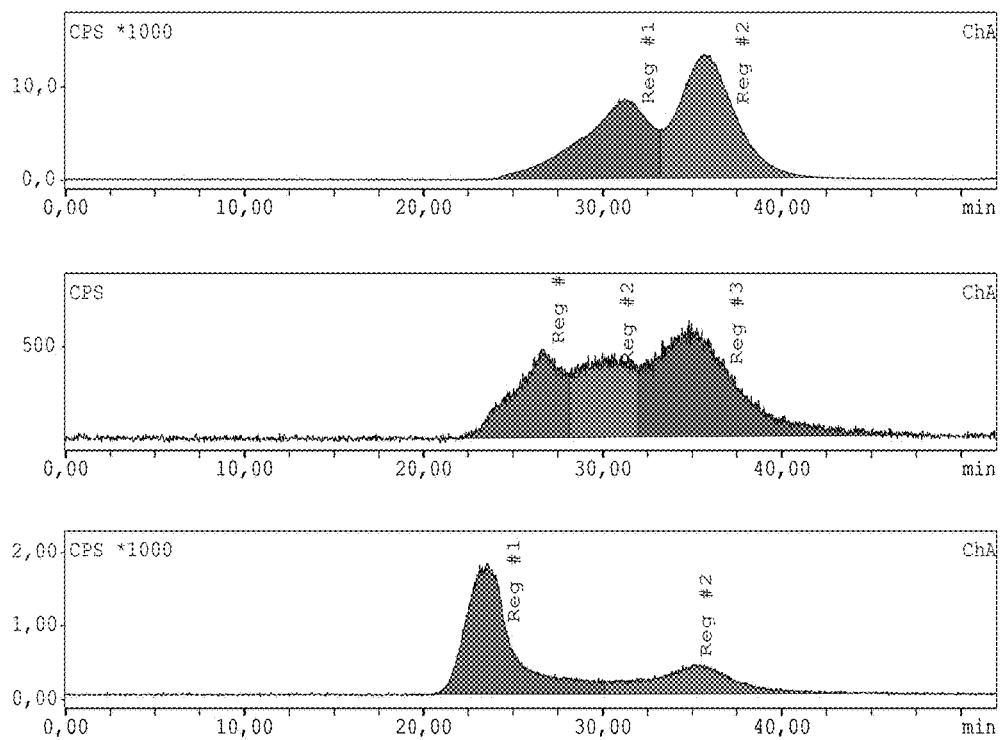 CPS *1000 Reg #1 Reg #2 ChA
10,0
0,0
0,00 10,00 20,00 30,00 40,00 min
CPS Reg # Reg #2 Reg #3 ChA
500
0
0,00 10,00 20,00 30,00 40,00 min
CPS *1000 Reg #1 Reg #2 ChA
2,00
1,00
0,00
0,00 10,00 20,00 30,00 40,00 min